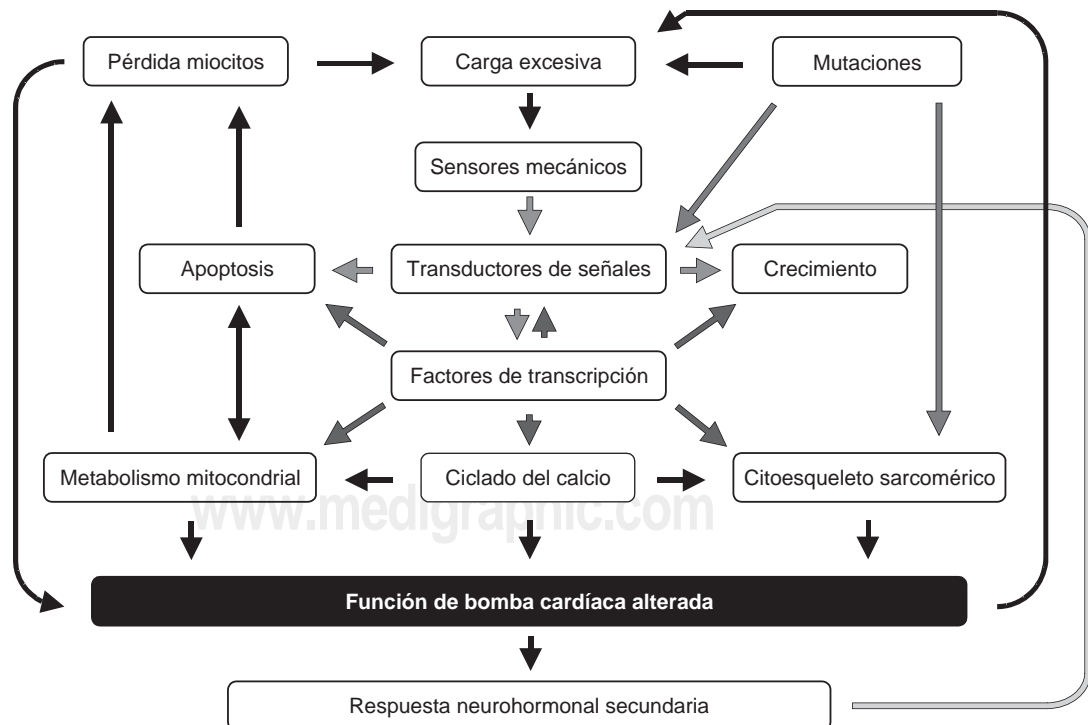 Pérdida miocitos
Carga excesiva
Mutaciones
Sensores mecánicos
Apoptosis
Transductores de señales
Crecimiento
Factores de transcripción
Metabolismo mitocondrial
Ciclado del calcio
Citoesqueleto sarcomérico
www.medigraphic.com
Función de bomba cardíaca alterada
Respuesta neurohormonal secundaria